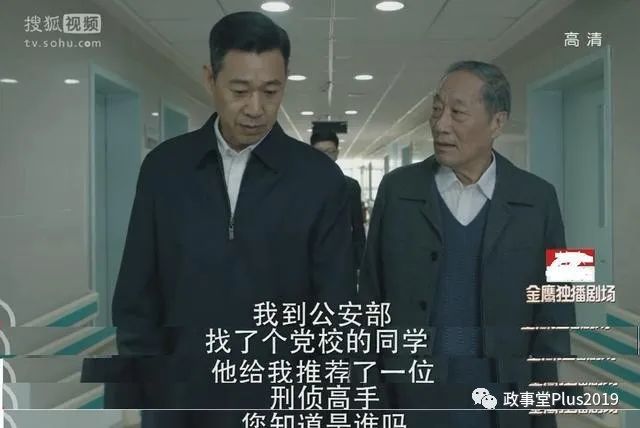 搜狐视频
tv.sohu.com
高清
金鹰独播剧场
我到公安部
找了个党校的同学
他给我推荐了一位
刑侦高手
您知道是谁吗
政事堂Plus2019